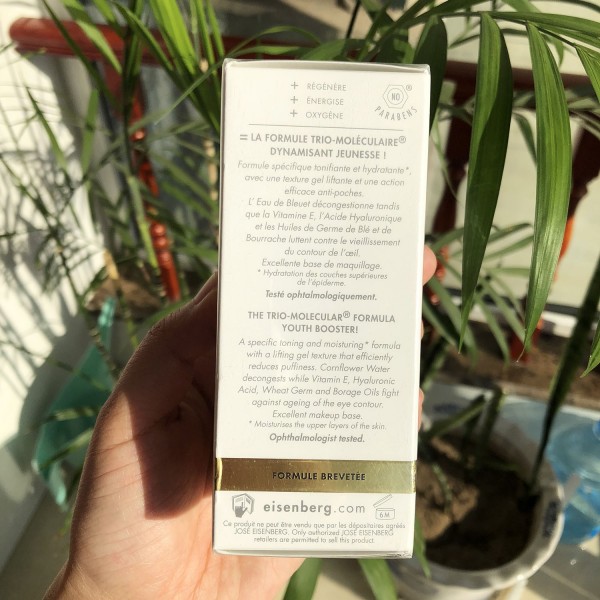 + RÉGÉNÈRE
+ ÉNERGISE
+ OXYGÈNE
NO PARABENS®
= LA FORMULE TRIO-MOLÉCULAIRE®
DYNAMISANT JEUNESSE !
Formule spécifique tonifiante et hydratante*,
avec une texture gel liftante et une action
efficace anti-poches.
L' Eau de Bleuet décongestionne tandis
que la Vitamine E, l'Acide Hyaluronique
et les Huiles de Germe de Blé et de
Bourrache luttent contre le vieillissement
du contour de l'œil.
Excellente base de maquillage.
* Hydratation des couches supérieures
de l'épiderme.
Testé ophtalmologiquement.
THE TRIO-MOLECULAR® FORMULA
YOUTH BOOSTER!
A specific toning and moisturing* formula
with a lifting gel texture that efficiently
reduces puffiness. Cornflower Water
decongests while Vitamin E, Hyaluronic
Acid, Wheat Germ and Borage Oils fight
against ageing of the eye contour.
Excellent makeup base.
* Moisturises the upper layers of the skin.
Ophthalmologist tested.
FORMULE BREVETÉE
eisenberg.com
6 M
Ce produit ne peut être vendu que par les dépositaires agréés
JOSÉ EISENBERG. Only authorized JOSÉ EISENBERG
retailers are permitted to sell this product.